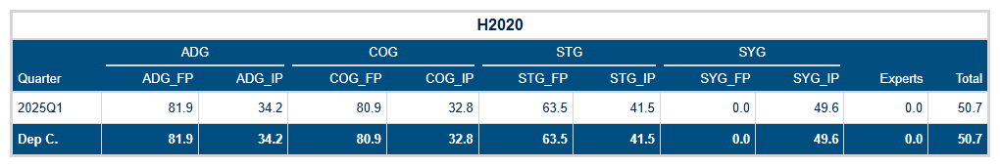 H2020
ADG COG STG SYG
Quarter ADG_FP ADG_IP COG_FP COG_IP STG_FP STG_IP SYG_FP SYG_IP Experts Total
2025Q1 81.9 34.2 80.9 32.8 63.5 41.5 0.0 49.6 0.0 50.7
Dep C. 81.9 34.2 80.9 32.8 63.5 41.5 0.0 49.6 0.0 50.7